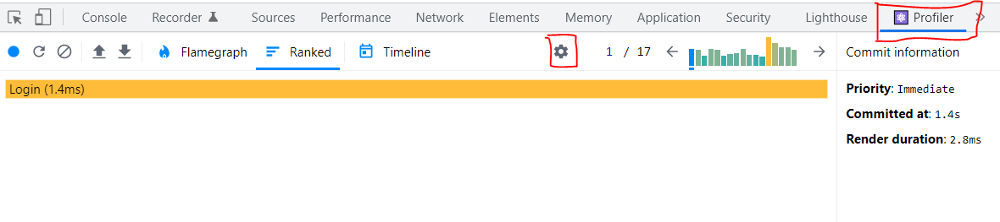 Console Recorder Sources Performance Network Elements Memory Application Security Lighthouse Profiler »
Flamegraph Ranked Timeline 1 / 17 Commit information
Login (1.4ms)
Priority: Immediate
Committed at: 1.4s
Render duration: 2.8ms